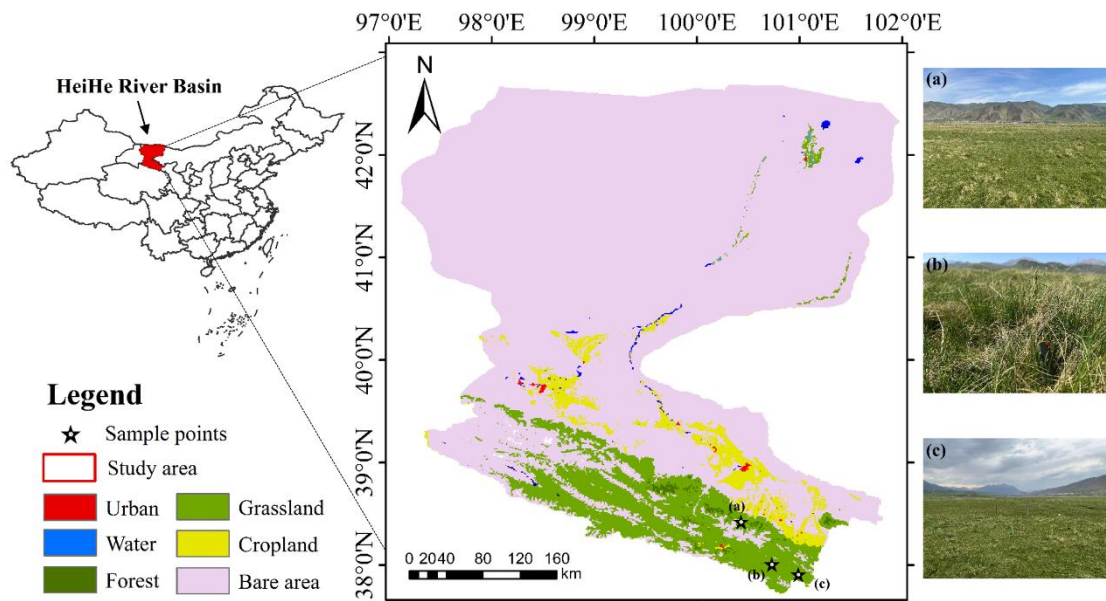 HeiHe River Basin
97°0'E 98°0'E 99°0'E 100°0'E 101°0'E 102°0'E
N
42°0'N
41°0'N
40°0'N
39°0'N
38°0'N
(a)
(b)
(c)
0 2040 80 120 160
km
Legend
Sample points
Study area
Urban
Grassland
Water
Cropland
Forest
Bare area
(a)
(b)
(c)